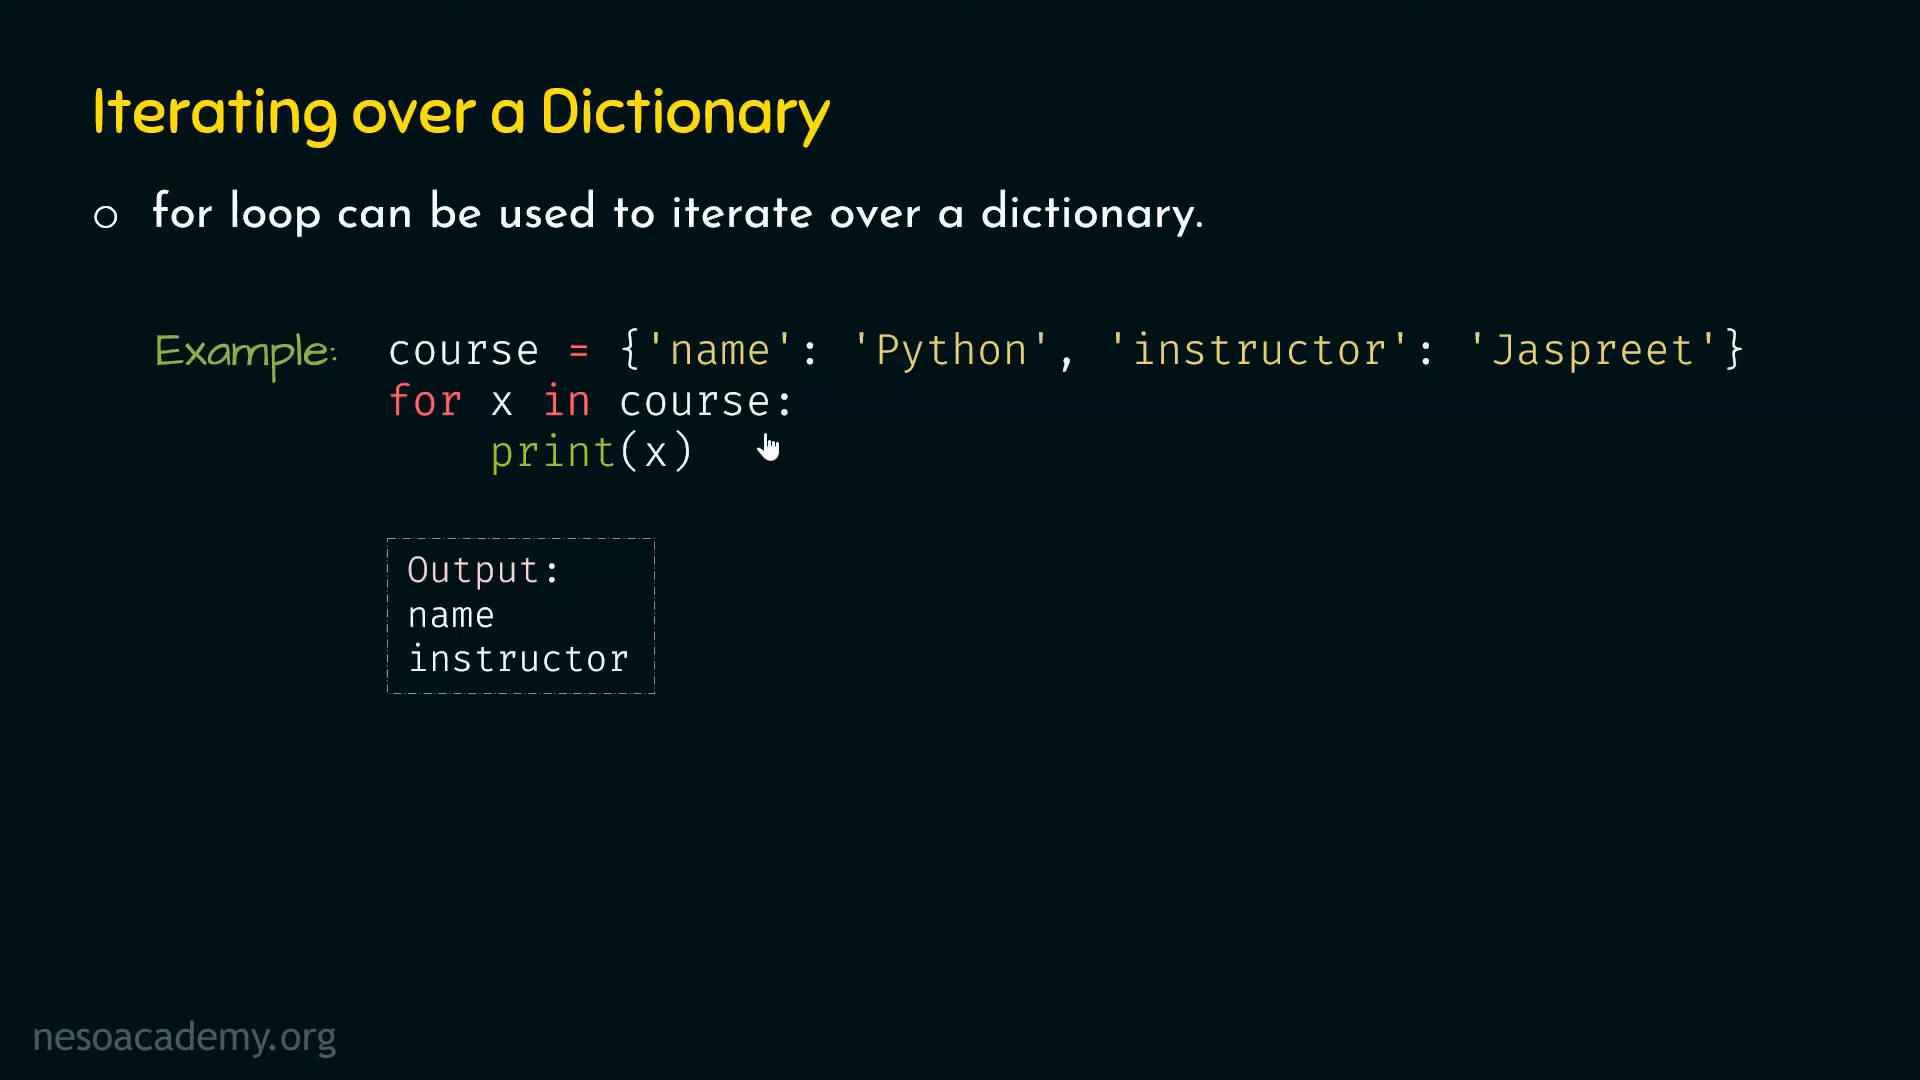 Iterating over a Dictionary
for loop can be used to iterate over a dictionary.
Example: course = {'name': 'Python', 'instructor': 'Jaspreet'}
for x in course:
    print(x)
Output:
name
instructor
nesoacademy.org